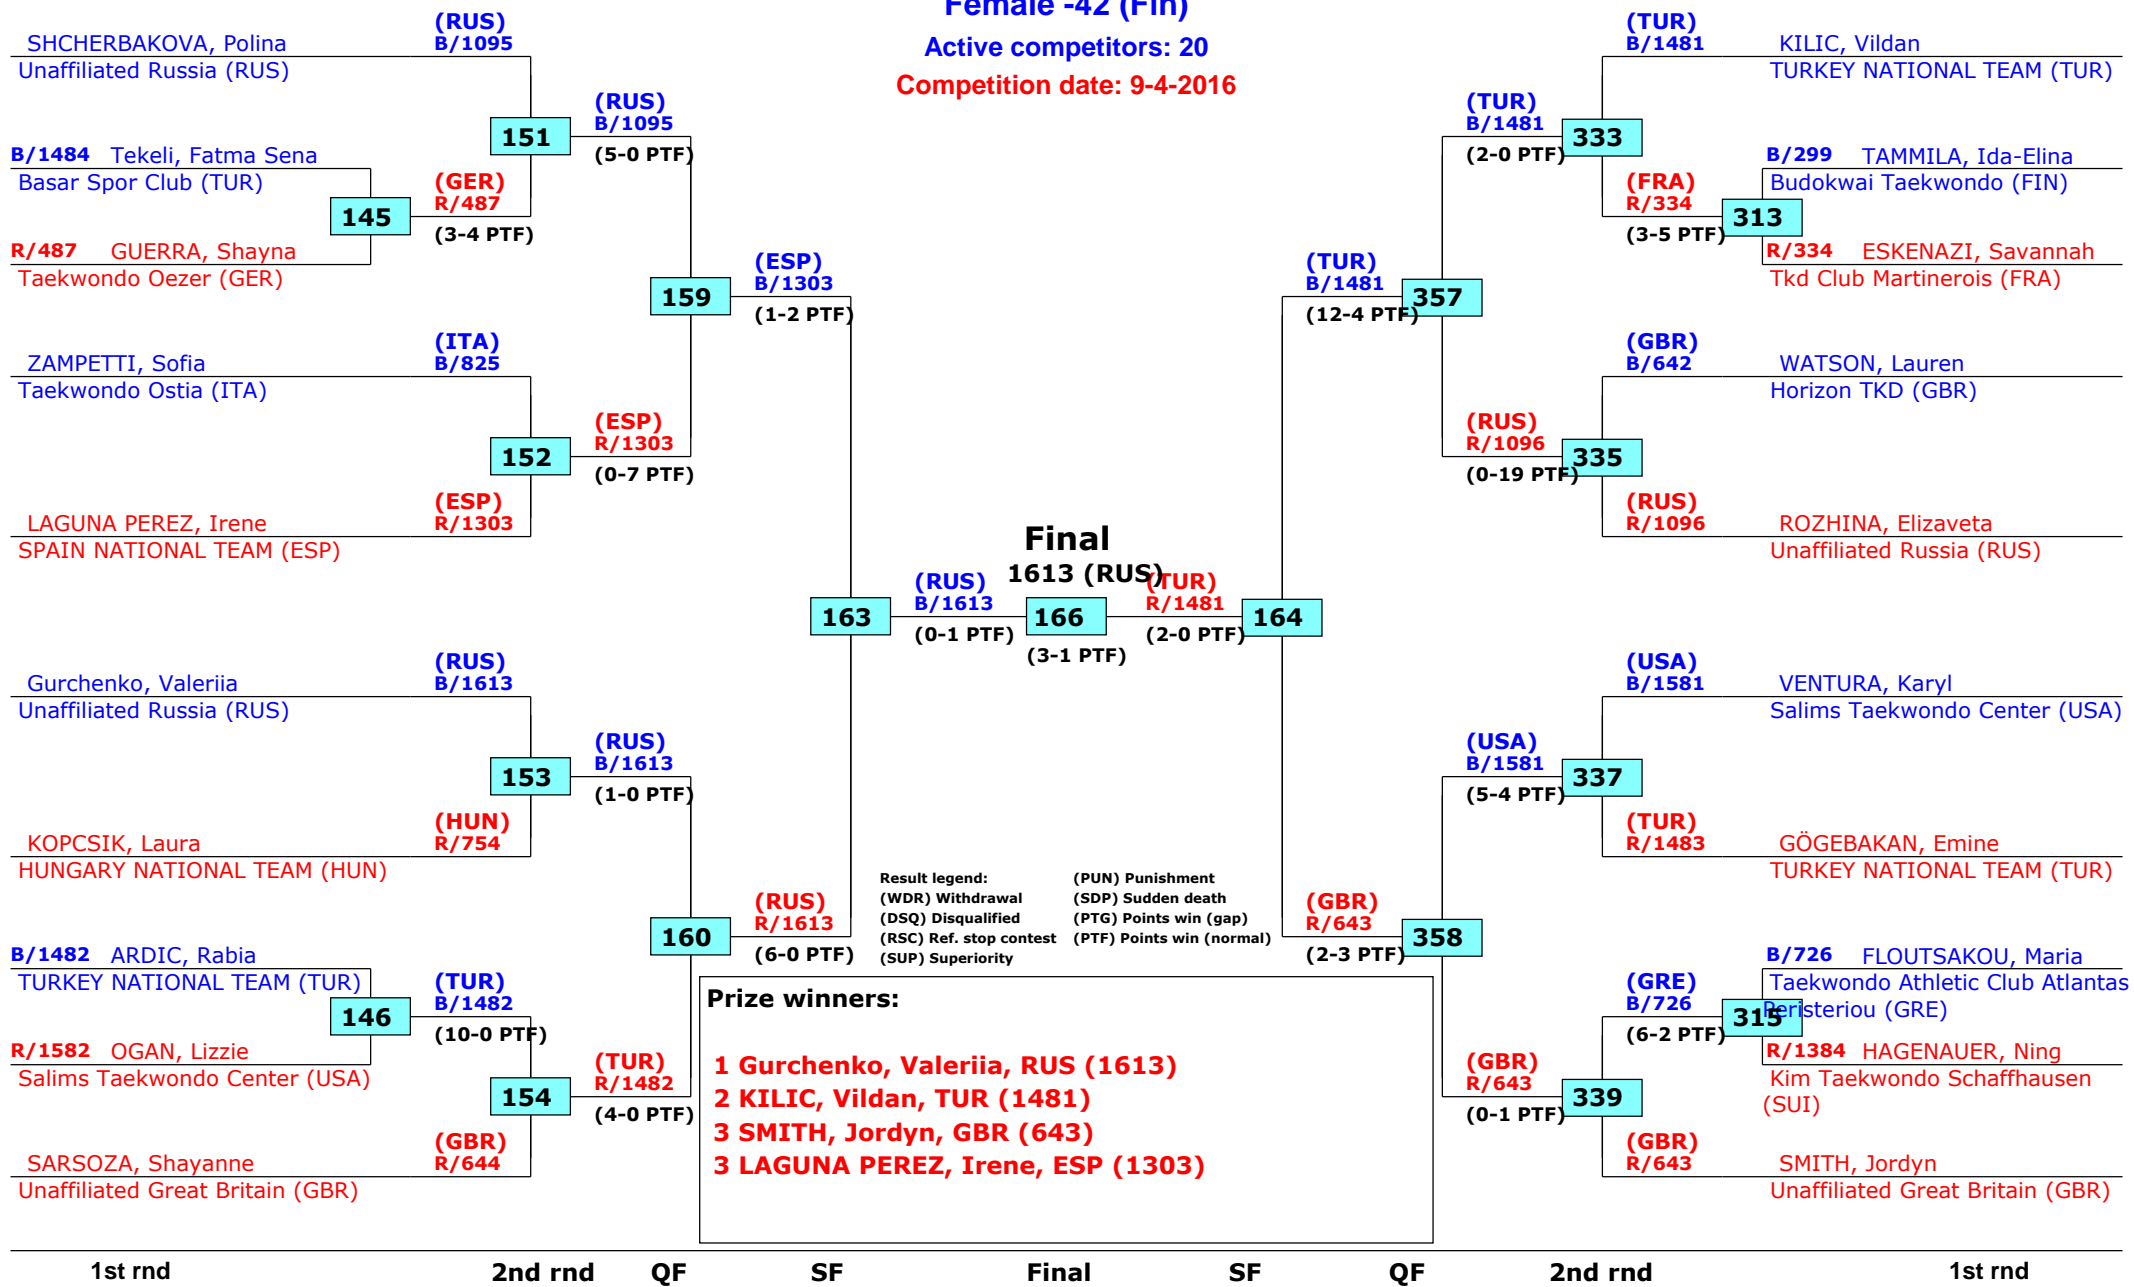 Female -42 (Fin)
Active competitors: 20
Competition date: 9-4-2016
(RUS)
SHCHERBAKOVA, Polina B/1095
Unaffiliated Russia (RUS)
(RUS)
B/1095
151
(5-0 PTF)
B/1484 Tekeli, Fatma Sena
Basar Spor Club (TUR)
(GER)
R/487
145
(3-4 PTF)
R/487 GUERRA, Shayna
Taekwondo Oezer (GER)
(ESP)
B/1303
159
(1-2 PTF)
(ITA)
ZAMPETTI, Sofia B/825
Taekwondo Ostia (ITA)
(ESP)
R/1303
152
(0-7 PTF)
(ESP)
LAGUNA PEREZ, Irene R/1303
SPAIN NATIONAL TEAM (ESP)
(RUS)
B/1613
163
(0-1 PTF)
(RUS)
Gurchenko, Valeriia B/1613
Unaffiliated Russia (RUS)
(RUS)
B/1613
153
(1-0 PTF)
(HUN)
KOPCSIK, Laura R/754
HUNGARY NATIONAL TEAM (HUN)
(RUS)
R/1613
160
(6-0 PTF)
B/1482 ARDIC, Rabia
TURKEY NATIONAL TEAM (TUR)
(TUR)
B/1482
146
(10-0 PTF)
R/1582 OGAN, Lizzie
Salims Taekwondo Center (USA)
(TUR)
R/1482
154
(4-0 PTF)
(GBR)
SARSOZA, Shayanne R/644
Unaffiliated Great Britain (GBR)
Final
1613 (RUS)
166
(3-1 PTF)
(TUR)
R/1481
164
(2-0 PTF)
(TUR)
B/1481 KILIC, Vildan
TURKEY NATIONAL TEAM (TUR)
(TUR)
B/1481
333
(2-0 PTF)
B/299 TAMMILA, Ida-Elina
Budokwai Taekwondo (FIN)
(FRA)
R/334
313
(3-5 PTF)
R/334 ESKENAZI, Savannah
Tkd Club Martinerois (FRA)
(TUR)
B/1481
357
(12-4 PTF)
(GBR)
B/642 WATSON, Lauren
Horizon TKD (GBR)
(RUS)
R/1096
335
(0-19 PTF)
(RUS)
R/1096 ROZHINA, Elizaveta
Unaffiliated Russia (RUS)
(USA)
B/1581 VENTURA, Karyl
Salims Taekwondo Center (USA)
(USA)
B/1581
337
(5-4 PTF)
(TUR)
R/1483 GÖGEBAKAN, Emine
TURKEY NATIONAL TEAM (TUR)
(GBR)
R/643
358
(2-3 PTF)
B/726 FLOUTSAKOU, Maria
Taekwondo Athletic Club Atlantas
Peristeriou (GRE)
(GRE)
B/726
315
(6-2 PTF)
R/1384 HAGENAUER, Ning
Kim Taekwondo Schaffhausen
(SUI)
(GBR)
R/643
339
(0-1 PTF)
(GBR)
R/643 SMITH, Jordyn
Unaffiliated Great Britain (GBR)
Result legend: (PUN) Punishment
(WDR) Withdrawal (SDP) Sudden death
(DSQ) Disqualified (PTG) Points win (gap)
(RSC) Ref. stop contest (PTF) Points win (normal)
(SUP) Superiority
Prize winners:
1 Gurchenko, Valeriia, RUS (1613)
2 KILIC, Vildan, TUR (1481)
3 SMITH, Jordyn, GBR (643)
3 LAGUNA PEREZ, Irene, ESP (1303)
1st rnd 2nd rnd QF SF Final SF QF 2nd rnd 1st rnd